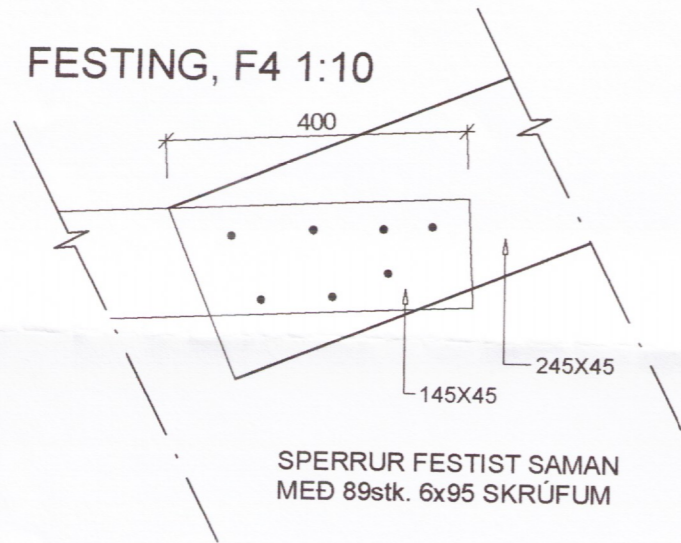 FESTING, F4 1:10
400
245X45
145X45
SPERRUR FESTIST SAMAN
MEÐ 89stk. 6x95 SKRÚFUM